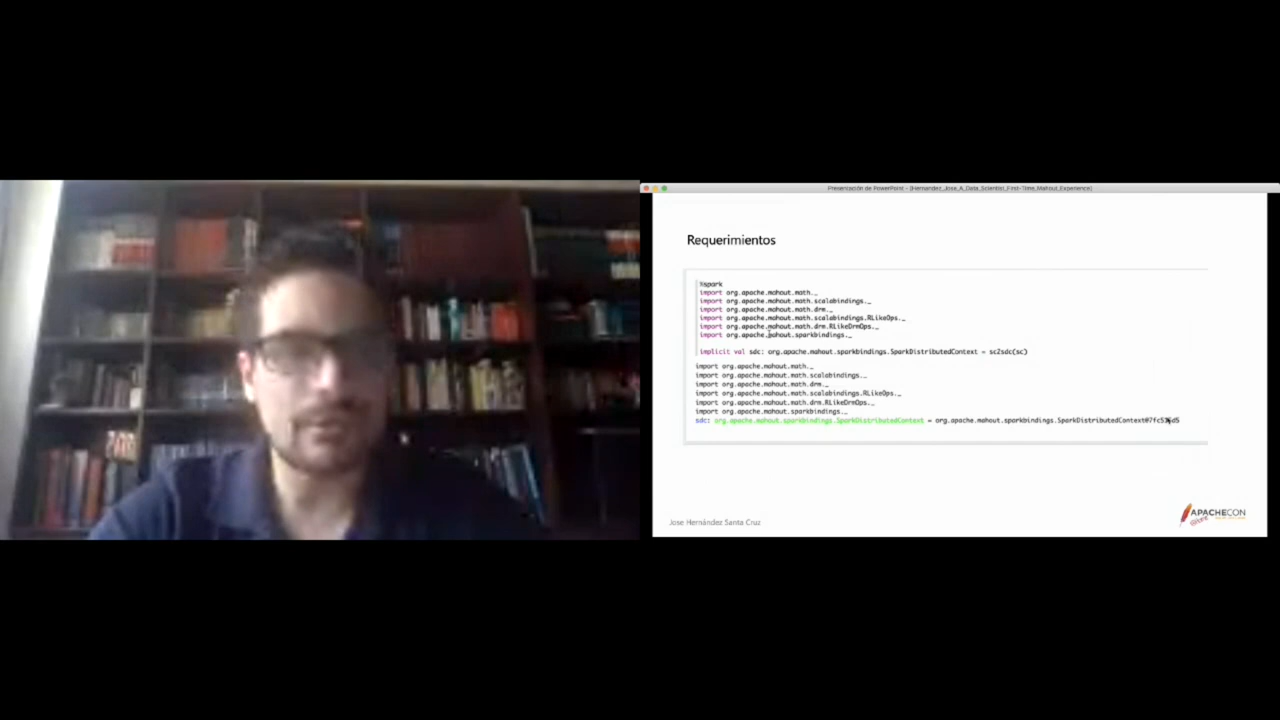 Presentación de PowerPoint - (Hernandez_Jose_A_Data_Scientist_First-Time_Mahout_Experience)
Requerimientos
%spark
import org.apache.mahout.math._
import org.apache.mahout.math.scalabindings._
import org.apache.mahout.math.drm._
import org.apache.mahout.math.scalabindings.RLikeOps._
import org.apache.mahout.math.drm.RLikeDrmOps._
import org.apache.mahout.sparkbindings._
implicit val sdc: org.apache.mahout.sparkbindings.SparkDistributedContext = sc2sdc(sc)
import org.apache.mahout.math._
import org.apache.mahout.math.scalabindings._
import org.apache.mahout.math.drm._
import org.apache.mahout.math.scalabindings.RLikeOps._
import org.apache.mahout.math.drm.RLikeDrmOps._
import org.apache.mahout.sparkbindings._
sdc: org.apache.mahout.sparkbindings.SparkDistributedContext = org.apache.mahout.sparkbindings.
Jose Hernández Santa Cruz
APACHECON